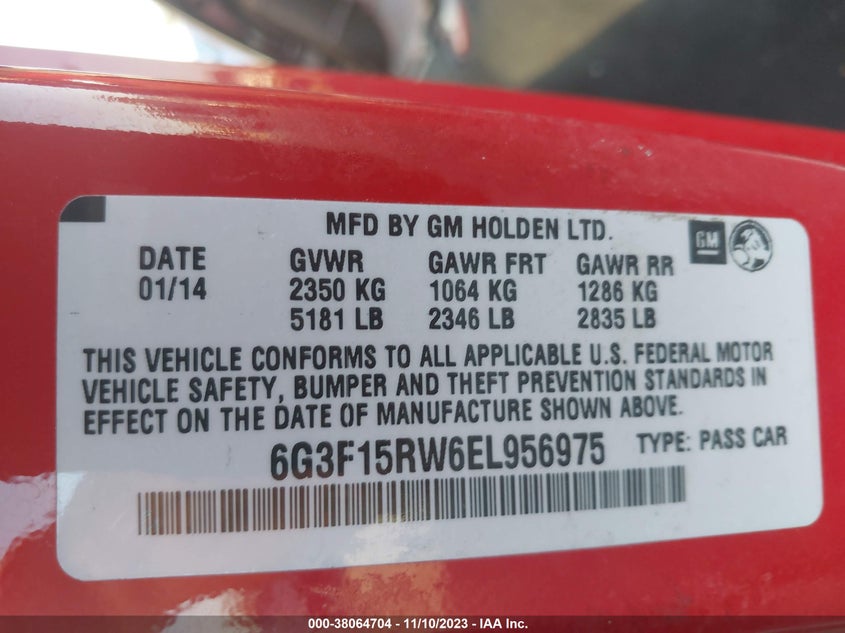 MFD BY GM HOLDEN LTD.
GM
DATE GVWR GAWR FRT GAWR RR
01/14 2350 KG 1064 KG 1286 KG
5181 LB 2346 LB 2835 LB
THIS VEHICLE CONFORMS TO ALL APPLICABLE U.S. FEDERAL MOTOR
VEHICLE SAFETY, BUMPER AND THEFT PREVENTION STANDARDS IN
EFFECT ON THE DATE OF MANUFACTURE SHOWN ABOVE.
6G3F15RW6EL956975 TYPE: PASS CAR
000-38064704 — 11/10/2023 — IAA Inc.